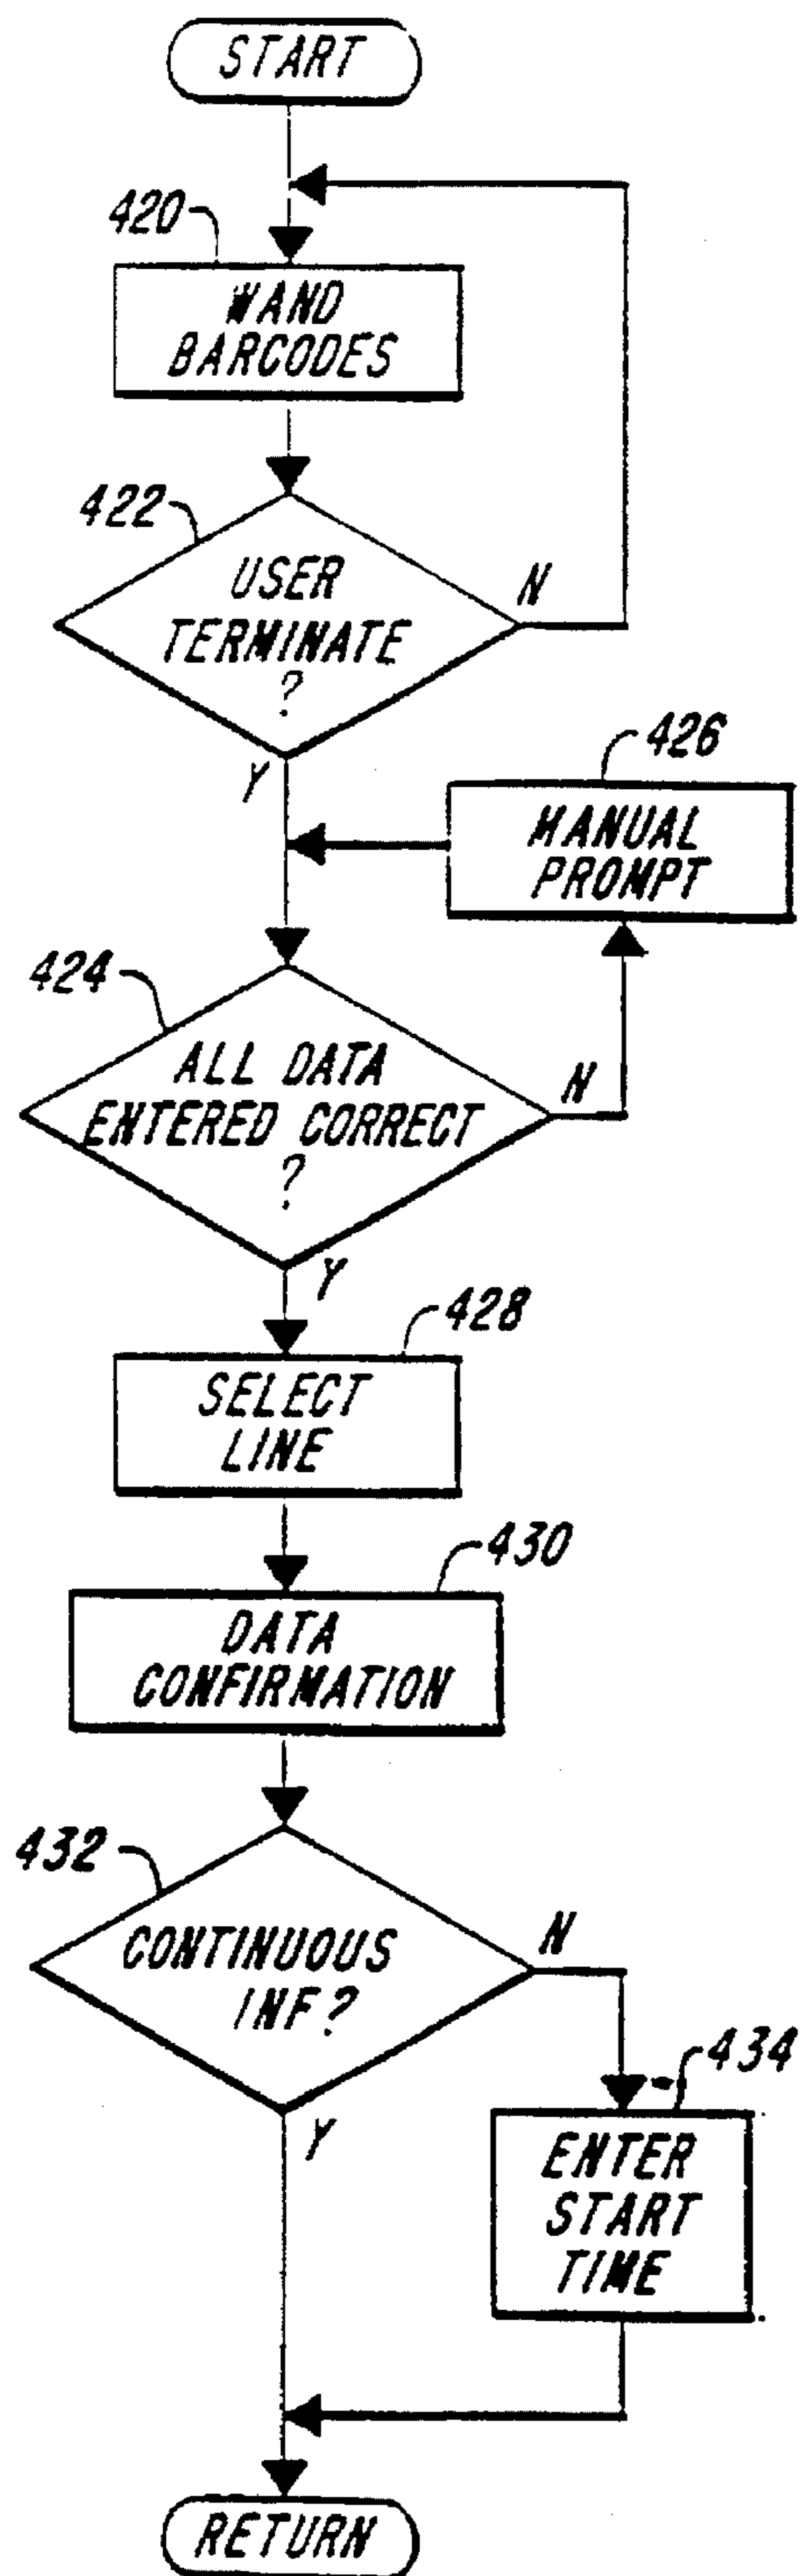 START
420
WAND
BARCODES
422
USER
TERMINATE
?
N
Y
426
MANUAL
PROMPT
424
ALL DATA
ENTERED CORRECT
?
N
Y
428
SELECT
LINE
430
DATA
CONFIRMATION
432
CONTINUOUS
INF?
N
Y
434
ENTER
START
TIME
RETURN